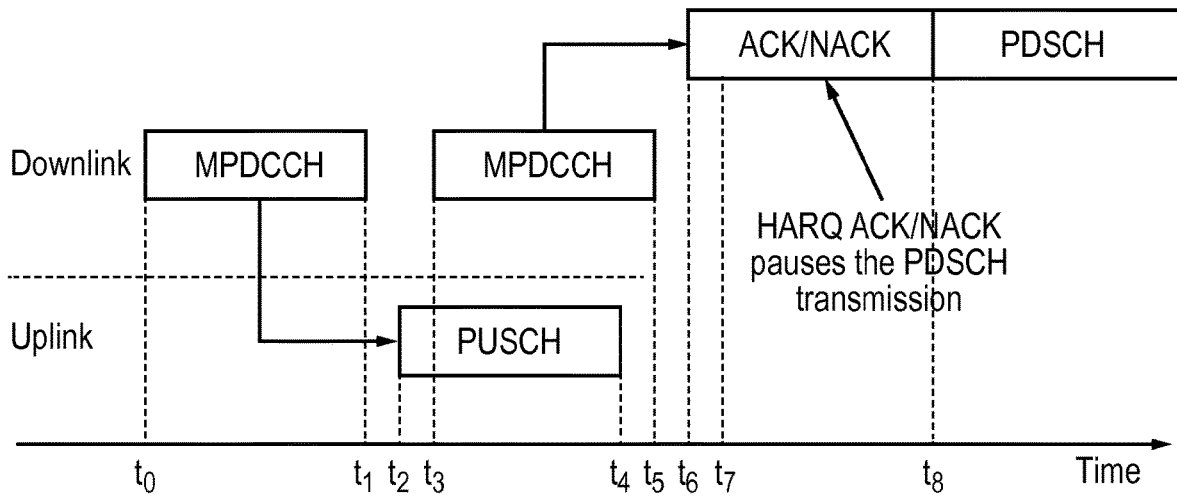 ACK/NACK PDSCH
Downlink MPDCCH MPDCCH
HARQ ACK/NACK
pauses the PDSCH
transmission
Uplink PUSCH
t0 t1 t2 t3 t4 t5 t6 t7 t8 Time